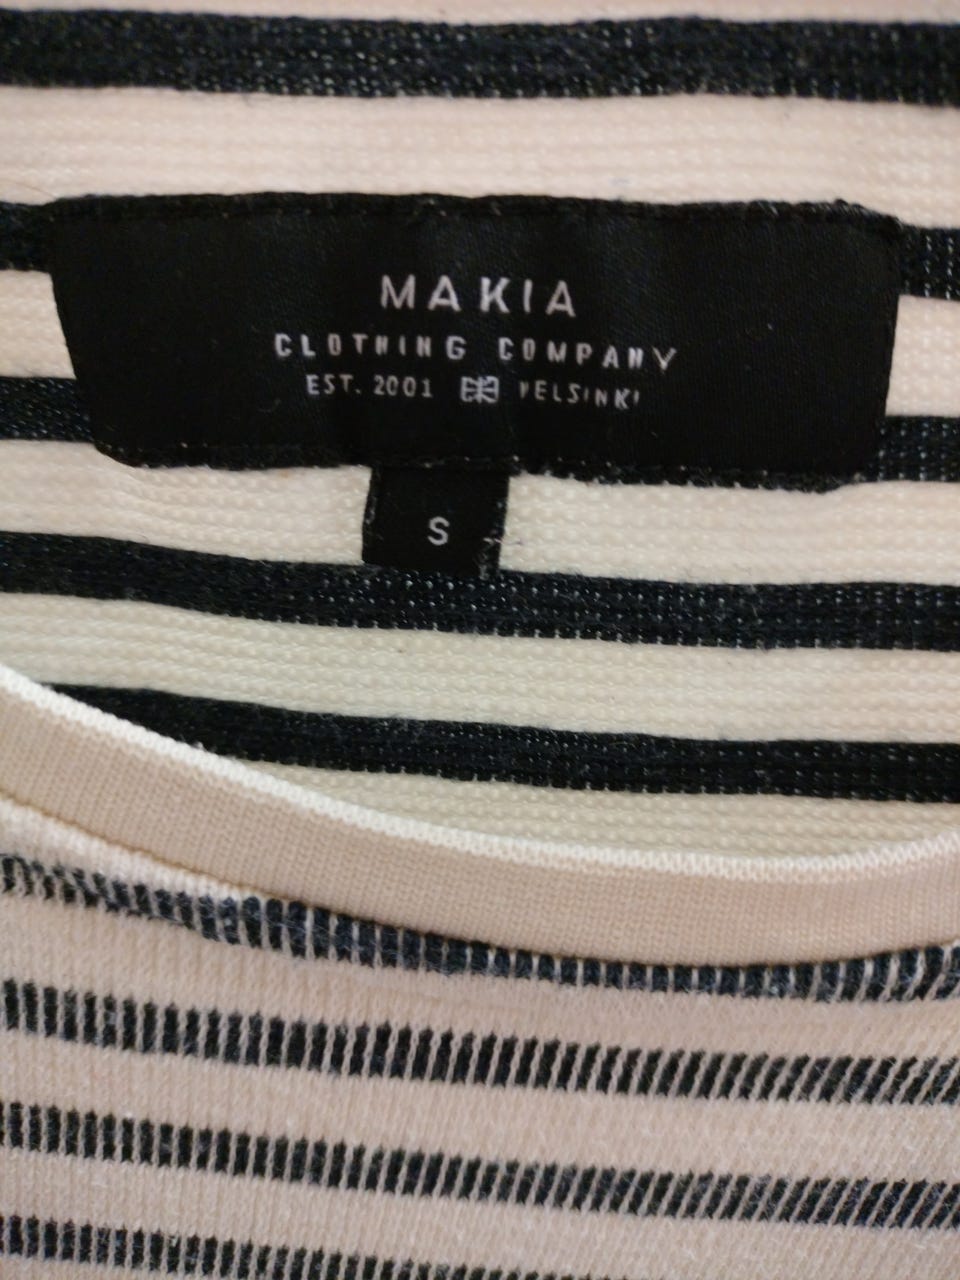 MAKIA
CLOTHING COMPANY
EST. 2001 HELSINKI
S